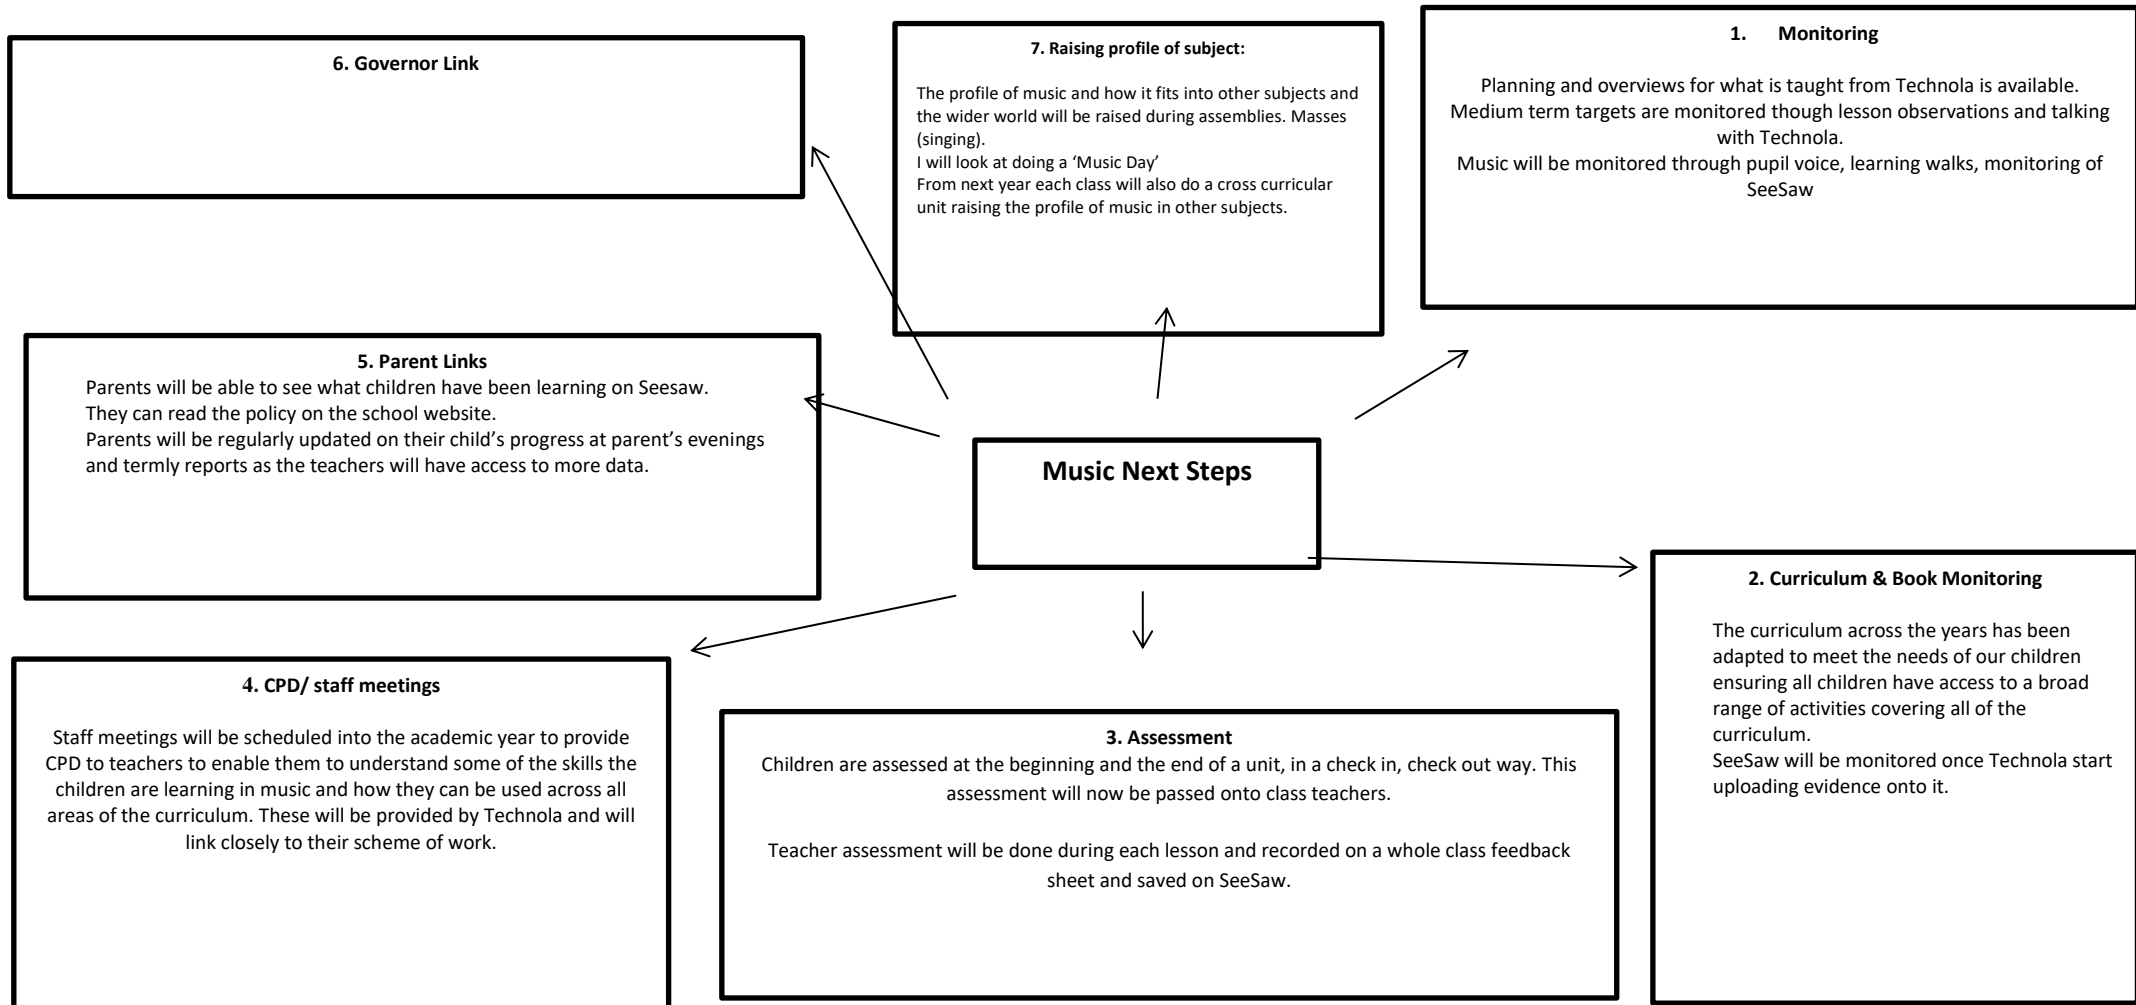 6. Governor Link
7. Raising profile of subject:
The profile of music and how it fits into other subjects and
the wider world will be raised during assemblies. Masses
(singing).
I will look at doing a ‘Music Day’
From next year each class will also do a cross curricular
unit raising the profile of music in other subjects.
1. Monitoring
Planning and overviews for what is taught from Technola is available.
Medium term targets are monitored though lesson observations and talking
with Technola.
Music will be monitored through pupil voice, learning walks, monitoring of
SeeSaw
5. Parent Links
Parents will be able to see what children have been learning on Seesaw.
They can read the policy on the school website.
Parents will be regularly updated on their child’s progress at parent’s evenings
and termly reports as the teachers will have access to more data.
Music Next Steps
2. Curriculum & Book Monitoring
The curriculum across the years has been
adapted to meet the needs of our children
ensuring all children have access to a broad
range of activities covering all of the
curriculum.
SeeSaw will be monitored once Technola start
uploading evidence onto it.
4. CPD/ staff meetings
Staff meetings will be scheduled into the academic year to provide
CPD to teachers to enable them to understand some of the skills the
children are learning in music and how they can be used across all
areas of the curriculum. These will be provided by Technola and will
link closely to their scheme of work.
3. Assessment
Children are assessed at the beginning and the end of a unit, in a check in, check out way. This
assessment will now be passed onto class teachers.
Teacher assessment will be done during each lesson and recorded on a whole class feedback
sheet and saved on SeeSaw.